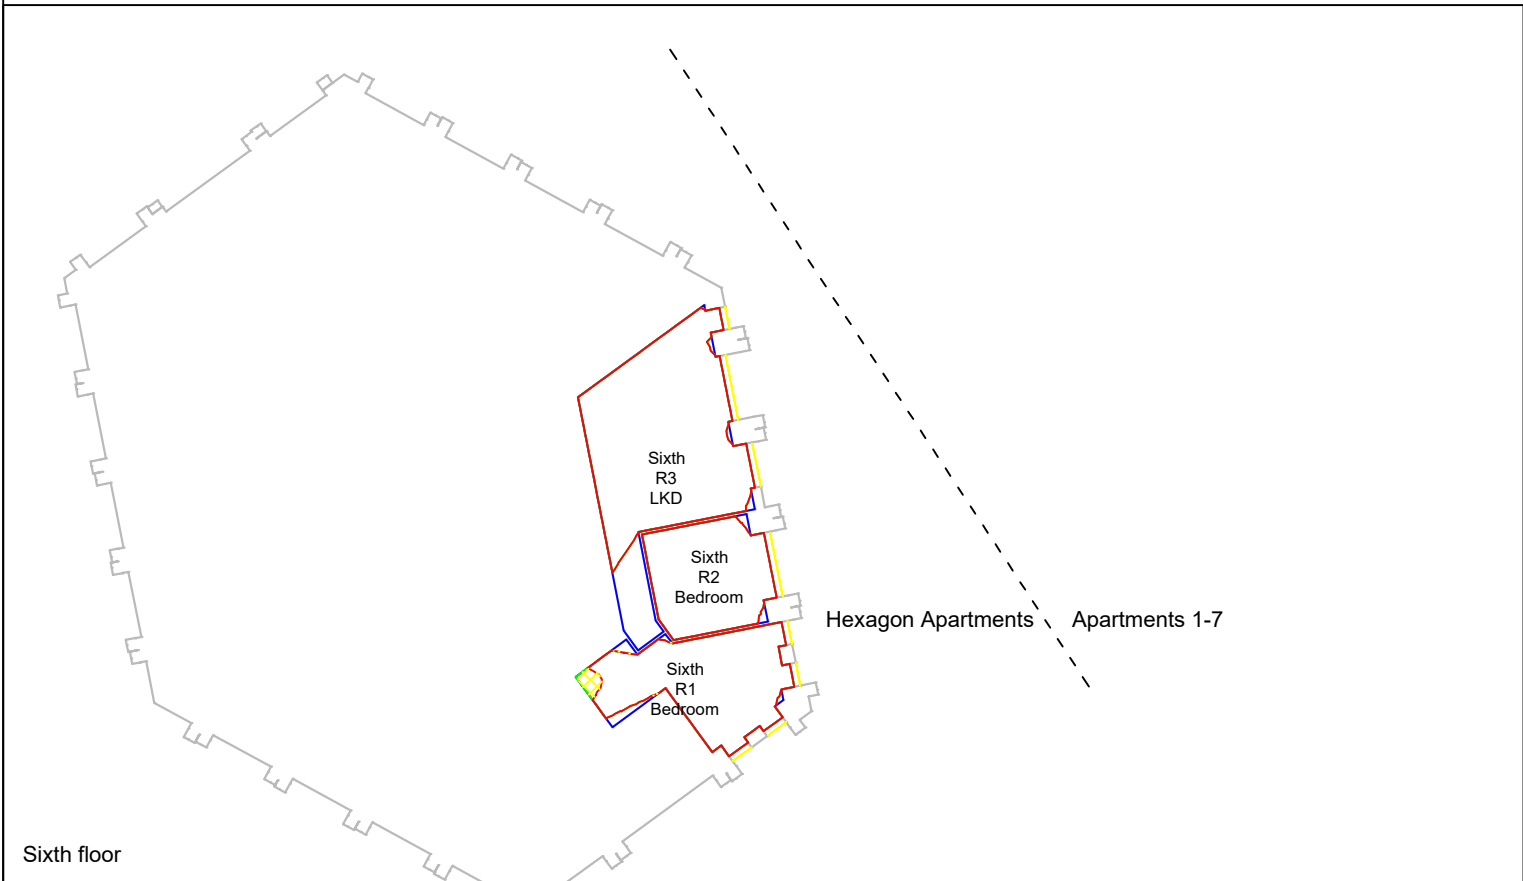 Sixth
R3
LKD
Sixth
R2
Bedroom
Hexagon Apartments
Apartments 1-7
Sixth
R1
Bedroom
Sixth floor